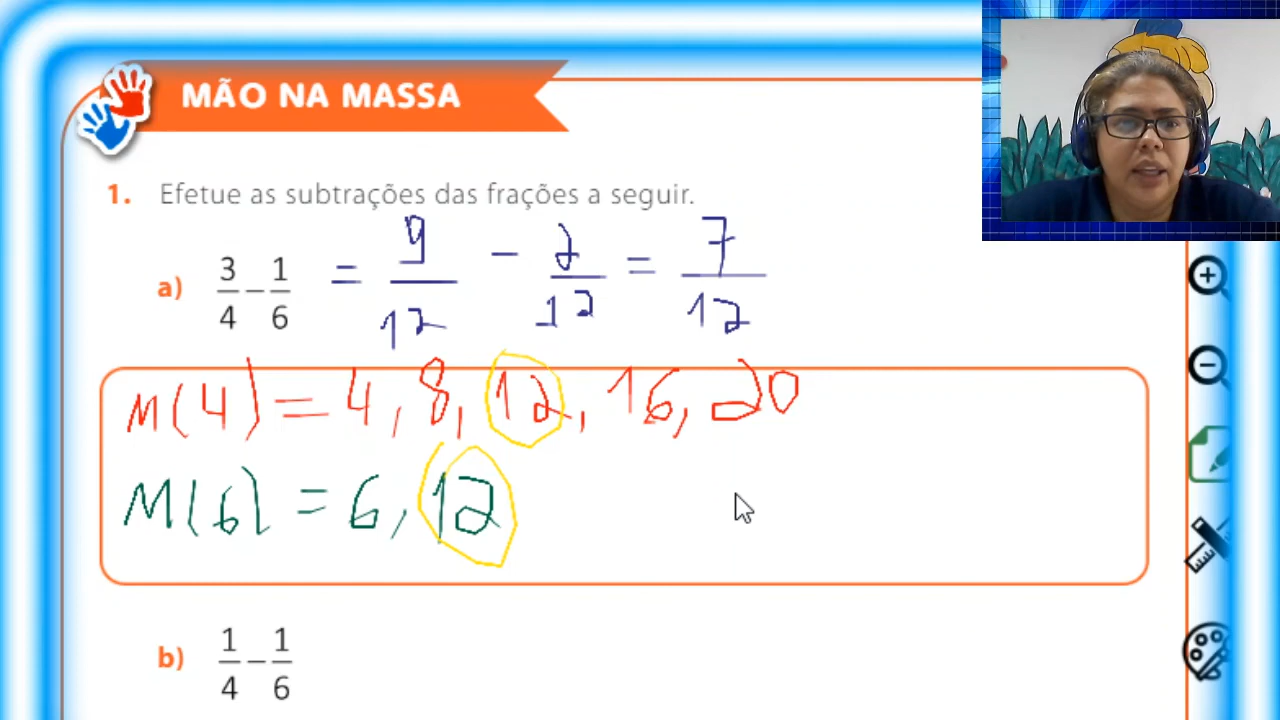 MÃO NA MASSA
1. Efetue as subtrações das frações a seguir.
a) 3/4 – 1/6 = 9/12 – 2/12 = 7/12
M(4) = 4, 8, 12, 16, 20
M(6) = 6, 12
b) 1/4 – 1/6